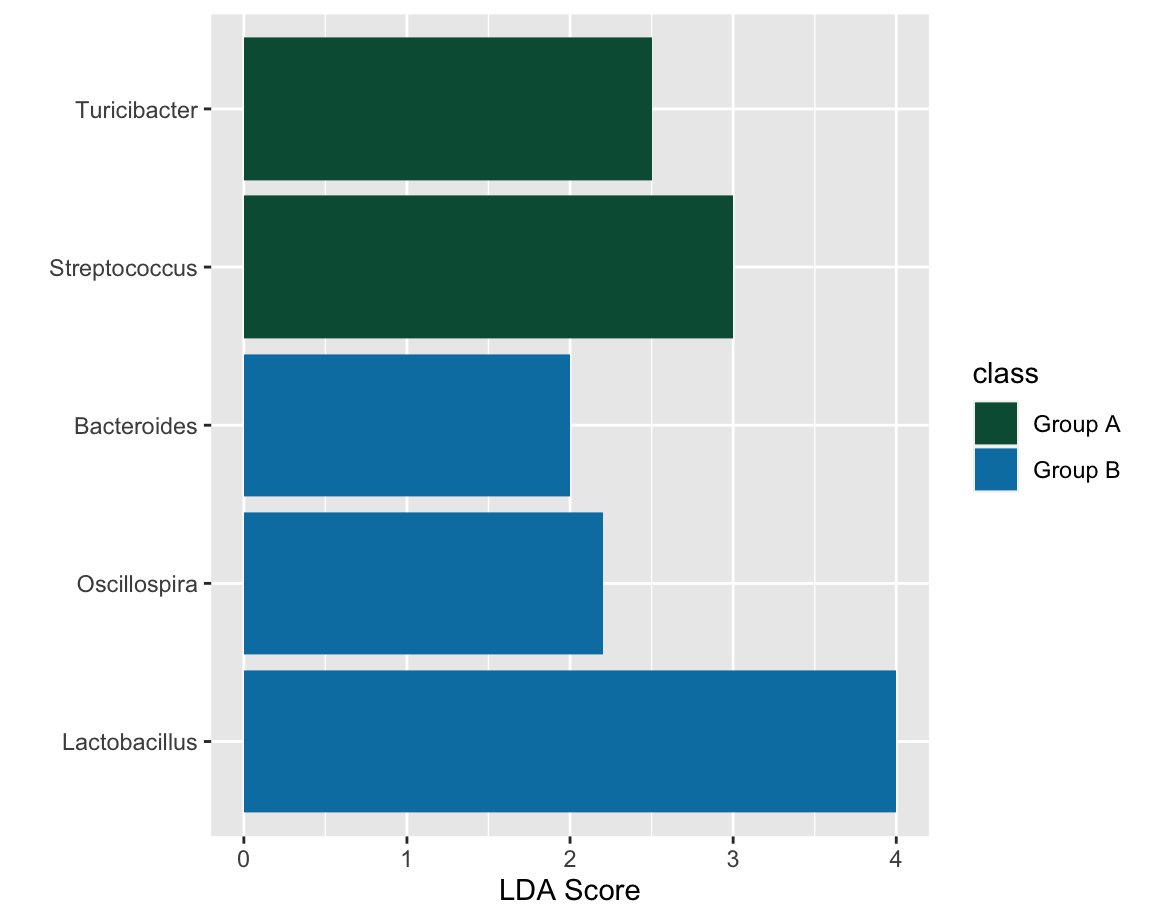 Turicibacter
Streptococcus
Bacteroides
Oscillospira
Lactobacillus
0 1 2 3 4
LDA Score
class
Group A
Group B